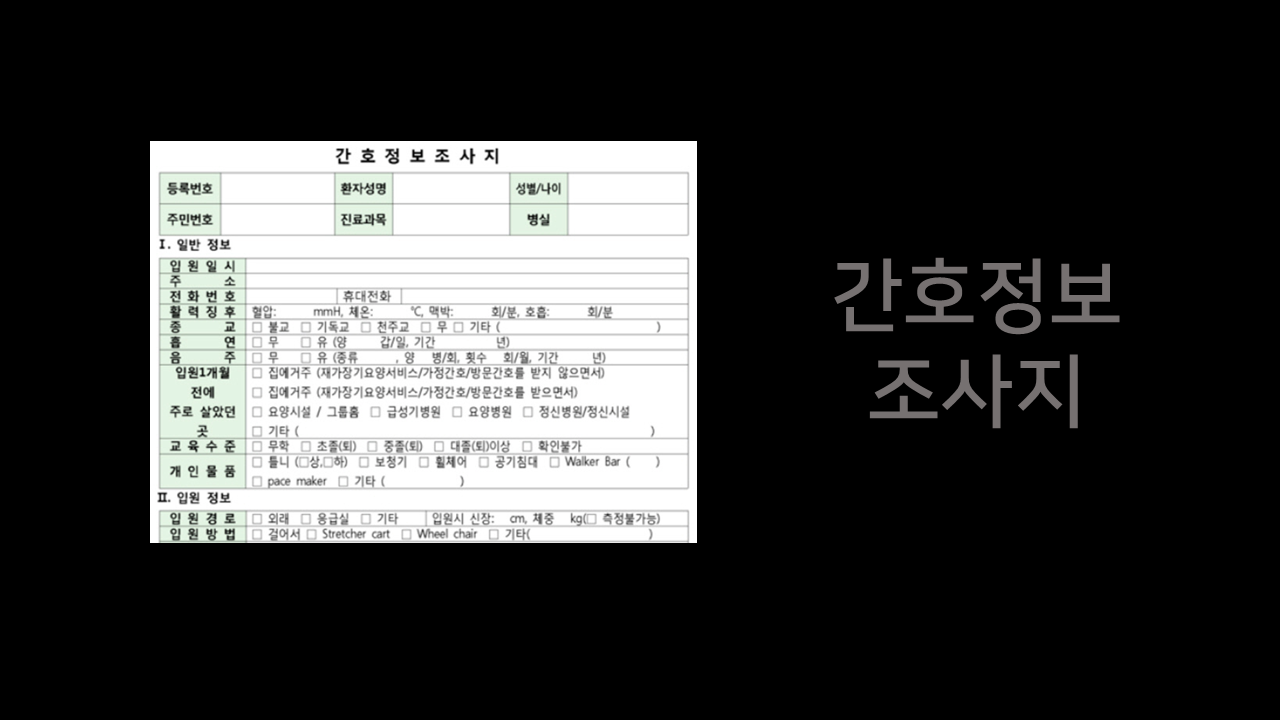 간 호 정 보 조 사 지
등록번호 환자성명 성별/나이
주민번호 진료과목 병실
I. 일반 정보
입 원 일 시
주 소
전 화 번 호 휴대전화
활 력 징 후 혈압: mmHg, 체온: ℃, 맥박: 회/분, 호흡: 회/분
종 교 □ 불교 □ 기독교 □ 천주교 □ 무 □ 기타 ( )
흡 연 □ 무 □ 유 (양 갑/일, 기간 년)
음 주 □ 무 □ 유 (종류 , 양 병/회, 횟수 회/월, 기간 년)
입원1개월 □ 집에거주 (재가장기요양서비스/가정간호/방문간호를 받지 않으면서)
전에 □ 집에거주 (재가장기요양서비스/가정간호/방문간호를 받으면서)
주로 살았던 □ 요양시설 / 그룹홈 □ 급성기병원 □ 요양병원 □ 정신병원/정신시설
곳 □ 기타 ( )
교 육 수 준 □ 무학 □ 초졸(퇴) □ 중졸(퇴) □ 대졸(퇴)이상 □ 확인불가
개 인 물 품 □ 틀니 (□상,□하) □ 보청기 □ 휠체어 □ 공기침대 □ Walker Bar ( )
□ pace maker □ 기타 ( )
II. 입원 정보
입 원 경 로 □ 외래 □ 응급실 □ 기타 입원시 신장: cm, 체중 kg(□ 측정불가능)
입 원 방 법 □ 걸어서 □ Stretcher cart □ Wheel chair □ 기타( )
간호정보
조사지